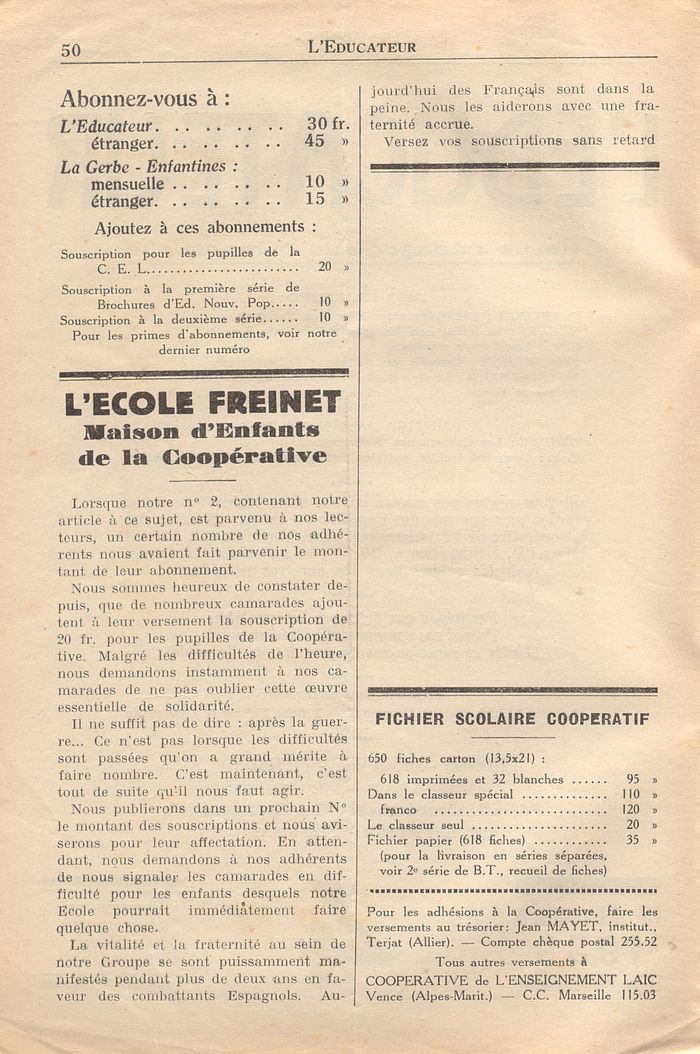 50
L'EDUCATEUR
Abonnez-vous à :
L'Educateur. . . . . . . . . 30 fr.
étranger. . . . . . . . . 45 »
La Gerbe - Enfantines :
mensuelle . . . . . . . 10 »
étranger. . . . . . . . . 15 »
Ajoutez à ces abonnements :
Souscription pour les pupilles de la
C. E. L......................... 20 »
Souscription à la première série de
Brochures d'Ed. Nouv. Pop..... 10 »
Souscription à la deuxième série...... 10 »
Pour les primes d'abonnements, voir notre
dernier numéro
L'ECOLE FREINET
Maison d'Enfants
de la Coopérative
Lorsque notre n° 2, contenant notre
article à ce sujet, est parvenu à nos lec-
teurs, un certain nombre de nos adhé-
rents nous avaient fait parvenir le mon-
tant de leur abonnement.
Nous sommes heureux de constater de-
puis, que de nombreux camarades ajou-
tent à leur versement la souscription de
20 fr. pour les pupilles de la Coopéra-
tive. Malgré les difficultés de l'heure,
nous demandons instamment à nos ca-
marades de ne pas oublier cette œuvre
essentielle de solidarité.
Il ne suffit pas de dire : après la guer-
re... Ce n'est pas lorsque les difficultés
sont passées qu'on a grand mérite à
faire nombre. C'est maintenant, c'est
tout de suite qu'il nous faut agir.
Nous publierons dans un prochain N°
le montant des souscriptions et nous avi-
serons pour leur affectation. En atten-
dant, nous demandons à nos adhérents
de nous signaler les camarades en dif-
ficulté pour les enfants desquels notre
Ecole pourrait immédiatement faire
quelque chose.
La vitalité et la fraternité au sein de
notre Groupe se sont puissamment ma-
nifestés pendant plus de deux ans en fa-
veur des combattants Espagnols. Au-
jourd'hui des Français sont dans la
peine. Nous les aiderons avec une fra-
ternité accrue.
Versez vos souscriptions sans retard
FICHIER SCOLAIRE COOPERATIF
650 fiches carton (13,5x21) :
618 imprimées et 32 blanches ...... 95 »
Dans le classeur spécial .............. 110 »
franco ............................ 120 »
Le classeur seul ...................... 20 »
Fichier papier (618 fiches) ............ 35 »
(pour la livraison en séries séparées,
voir 2e série de B.T., recueil de fiches)
Pour les adhésions à la Coopérative, faire les
versements au trésorier: Jean MAYET, institut.,
Terjat (Allier). — Compte chèque postal 255.52
Tous autres versements à
COOPERATIVE de L'ENSEIGNEMENT LAIC
Vence (Alpes-Marit.) — C.C. Marseille 115.03